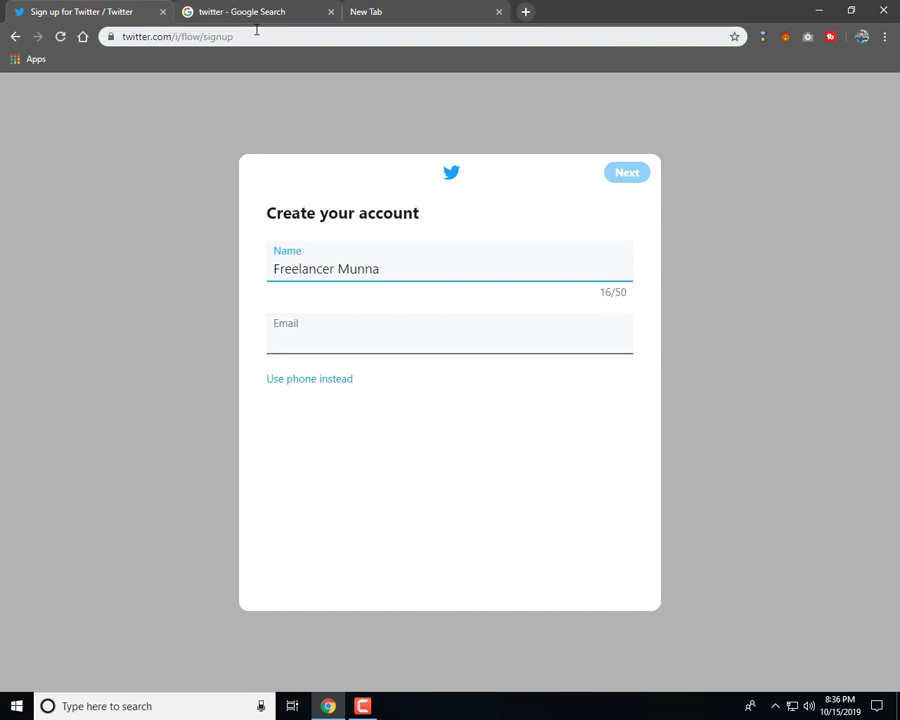 Sign up for Twitter / Twitter
twitter - Google Search
New Tab
twitter.com/i/flow/signup
Apps
Next
Create your account
Name
Freelancer Munna
16/50
Email
Use phone instead
Type here to search
8:36 PM
10/15/2019